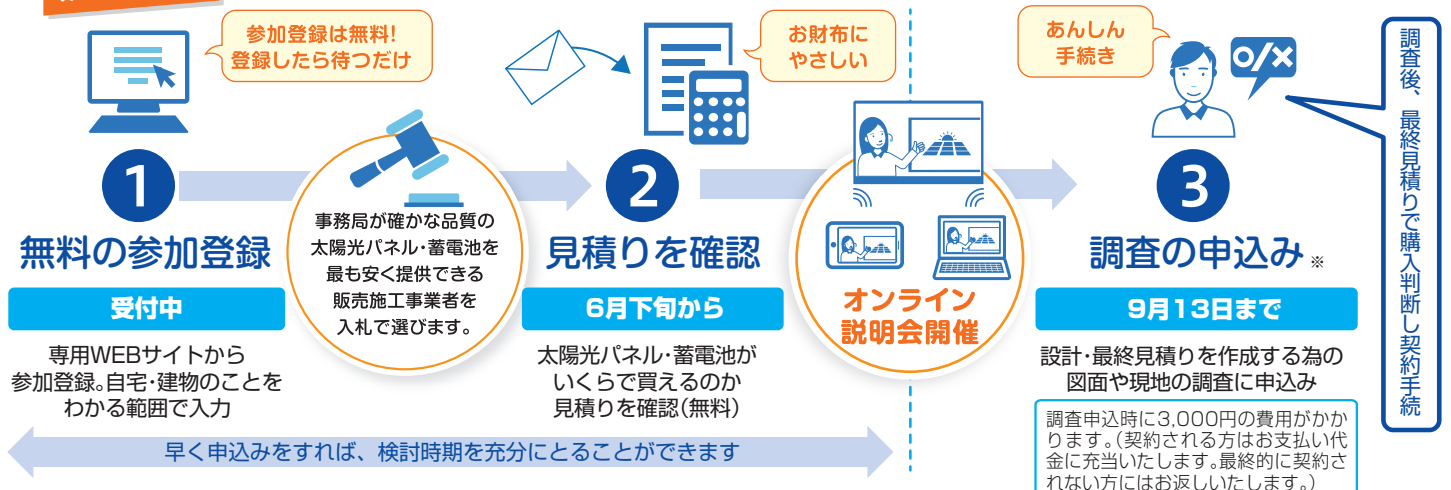 参加登録は無料!
登録したら待つだけ
1
無料の参加登録
受付中
専用WEBサイトから
参加登録。自宅・建物のことを
わかる範囲で入力
事務局が確かな品質の
太陽光パネル・蓄電池を
最も安く提供できる
販売施工事業者を
入札で選びます。
お財布に
やさしい
2
見積りを確認
6月下旬から
太陽光パネル・蓄電池が
いくらで買えるのか
見積りを確認(無料)
早く申込みをすれば、検討時期を充分にとることができます
オンライン
説明会開催
あんしん
手続き
o/x
3
調査の申込み※
9月13日まで
設計・最終見積りを作成する為の
図面や現地の調査に申込み
調査申込時に3,000円の費用がかか
ります。(契約される方はお支払い代
金に充当いたします。最終的に契約さ
れない方にはお返しいたします。)
調査後、最終見積りで購入判断し契約手続